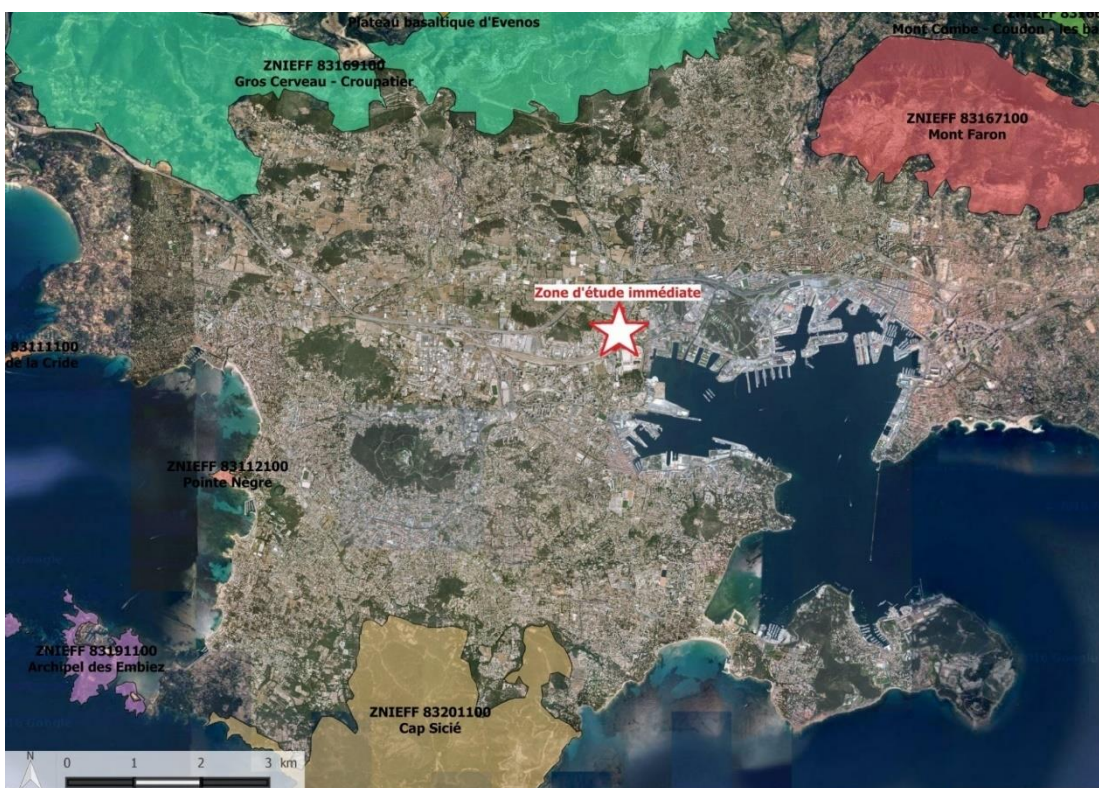 Plateau basaltique d'Evenos
ZNIEFF 83169100
Gros Cerveau - Croupatier
Mont Combe - Coudon - les ba
ZNIEFF 83167100
Mont Faron
Zone d'étude immédiate
83111100
de la Cride
ZNIEFF 83112100
Pointe Nègre
ZNIEFF 83191100
Archipel des Embiez
ZNIEFF 83201100
Cap Sicié
N
0 1 2 3 km